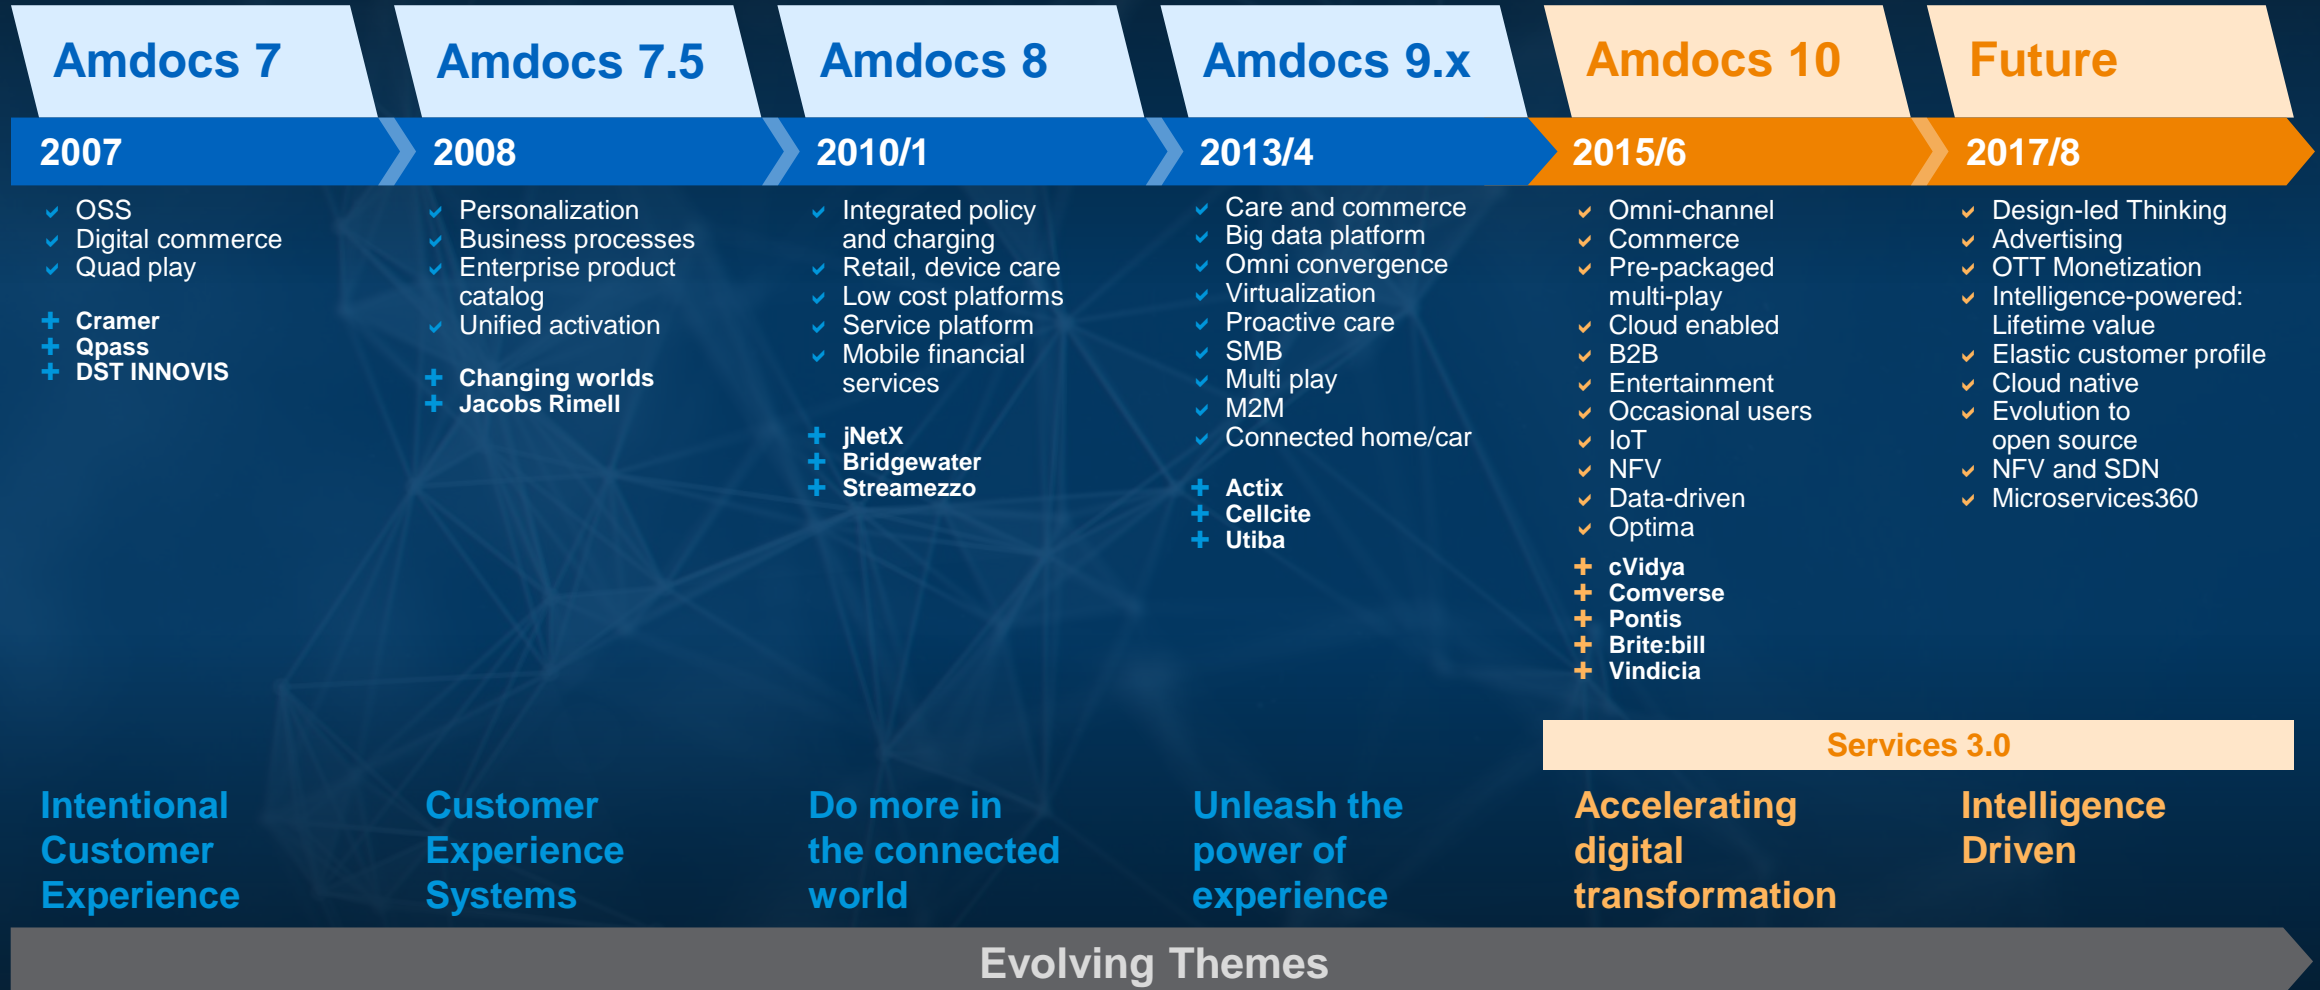 Amdocs 7
2007
OSS
Digital commerce
Quad play
Cramer
Qpass
DST INNOVIS
Intentional
Customer
Experience
Amdocs 7.5
2008
Personalization
Business processes
Enterprise product
catalog
Unified activation
Changing worlds
Jacobs Rimell
Customer
Experience
Systems
Amdocs 8
2010/1
Integrated policy
and charging
Retail, device care
Low cost platforms
Service platform
Mobile financial
services
jNetX
Bridgewater
Streamezzo
Do more in
the connected
world
Amdocs 9.x
2013/4
Care and commerce
Big data platform
Omni convergence
Virtualization
Proactive care
SMB
Multi play
M2M
Connected home/car
Actix
Cellcite
Utiba
Unleash the
power of
experience
Amdocs 10
2015/6
Omni-channel
Commerce
Pre-packaged
multi-play
Cloud enabled
B2B
Entertainment
Occasional users
IoT
NFV
Data-driven
Optima
cVidya
Comverse
Pontis
Brite:bill
Vindicia
Future
2017/8
Design-led Thinking
Advertising
OTT Monetization
Intelligence-powered:
Lifetime value
Elastic customer profile
Cloud native
Evolution to
open source
NFV and SDN
Microservices360
Services 3.0
Accelerating
digital
transformation
Intelligence
Driven
Evolving Themes